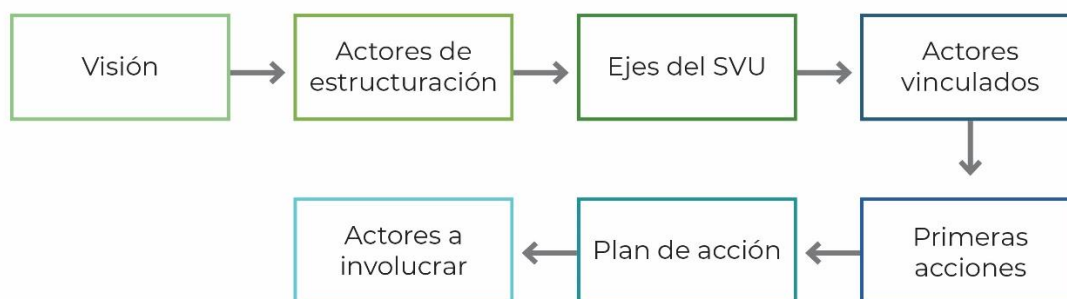 Visión
Actores de
estructuración
Ejes del SVU
Actores
vinculados
Primeras
acciones
Plan de acción
Actores a
involucrar